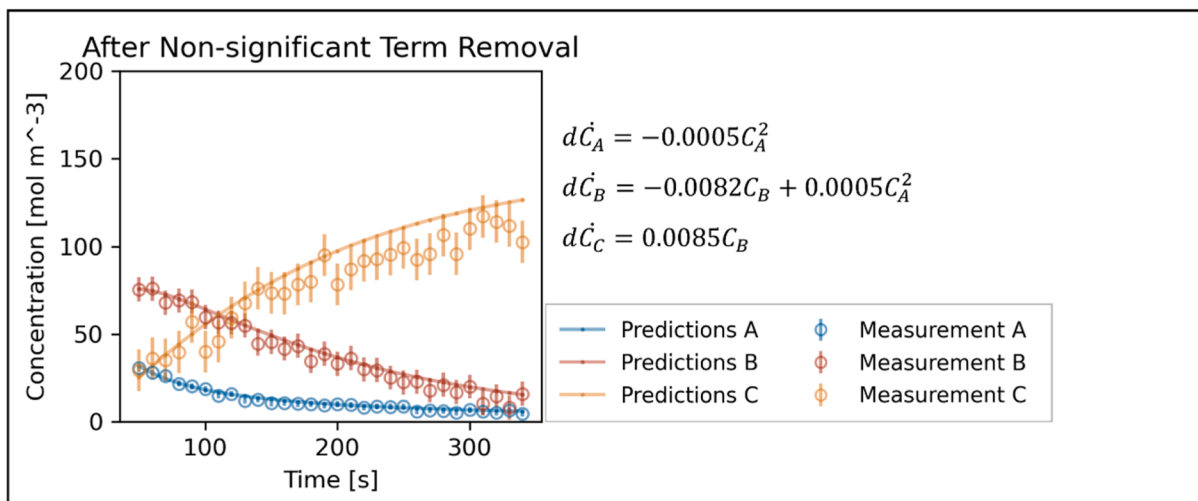 After Non-significant Term Removal
200
150
100
50
0
Concentration [mol m^-3]
100
200
300
Time [s]
dĊ_A = −0.0005C_A^2
dĊ_B = −0.0082C_B + 0.0005C_A^2
dĊ_C = 0.0085C_B
Predictions A
Measurement A
Predictions B
Measurement B
Predictions C
Measurement C